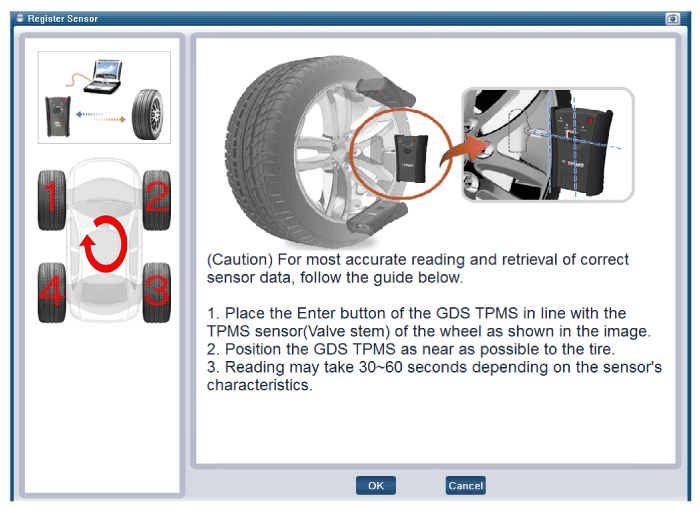 Register Sensor
1
2
4
3
TPMS
TPMS
(Caution) For most accurate reading and retrieval of correct
sensor data, follow the guide below.
1. Place the Enter button of the GDS TPMS in line with the
TPMS sensor(Valve stem) of the wheel as shown in the image.
2. Position the GDS TPMS as near as possible to the tire.
3. Reading may take 30~60 seconds depending on the sensor's
characteristics.
OK
Cancel